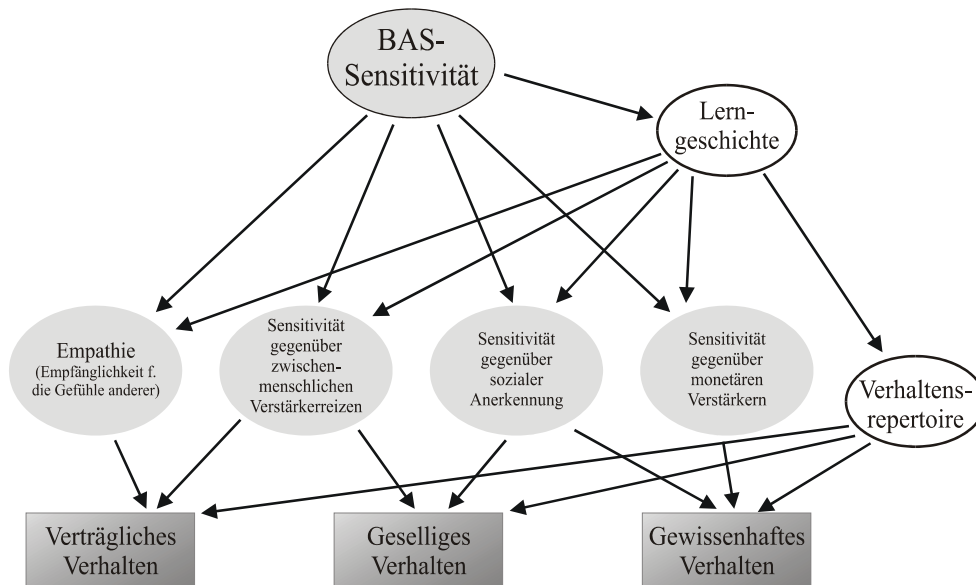 BAS-
Sensitivität
Lern-
geschichte
Empathie
(Empfänglichkeit f.
die Gefühle anderer)
Sensitivität
gegenüber
zwischen-
menschlichen
Verstärkerreizen
Sensitivität
gegenüber
sozialer
Anerkennung
Sensitivität
gegenüber
monetären
Verstärkern
Verhaltens-
repertoire
Verträgliches
Verhalten
Geselliges
Verhalten
Gewissenhaftes
Verhalten